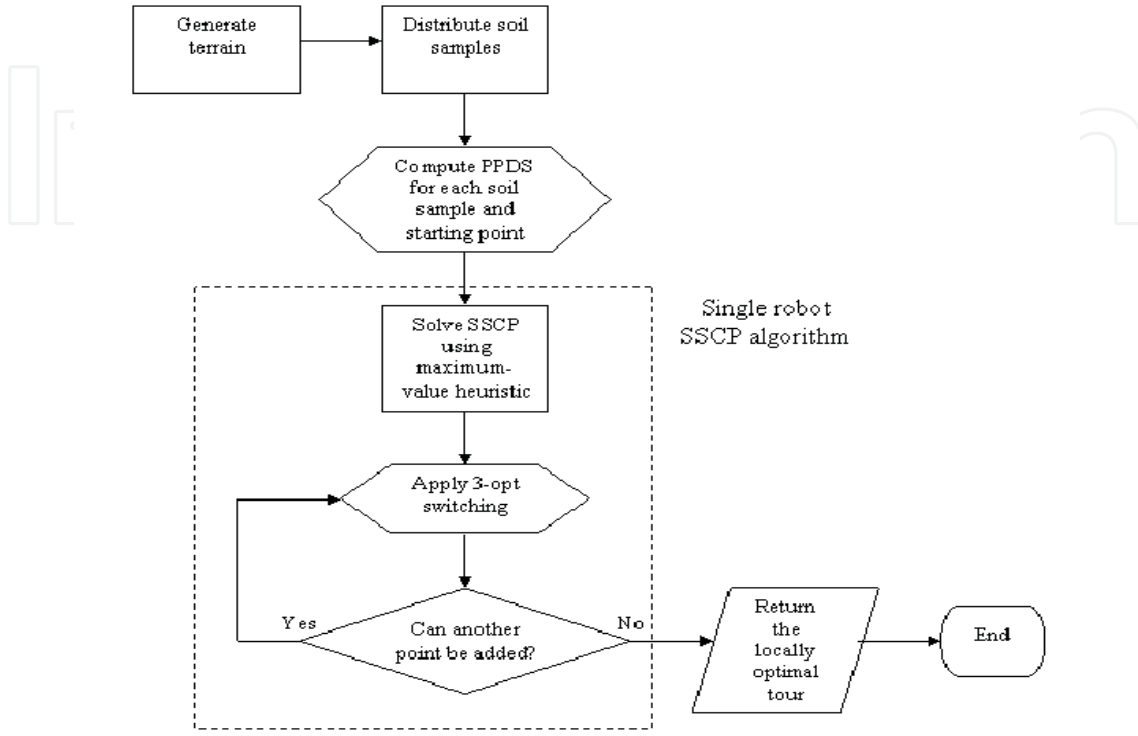 Generate
terrain
Distribute soil
samples
Compute PPDS
for each soil
sample and
starting point
Single robot
SSCP algorithm
Solve SSCP
using
maximum-
value heuristic
Apply 3-opt
switching
Yes
Can another
point be added?
No
Return
the
locally
optimal
tour
End